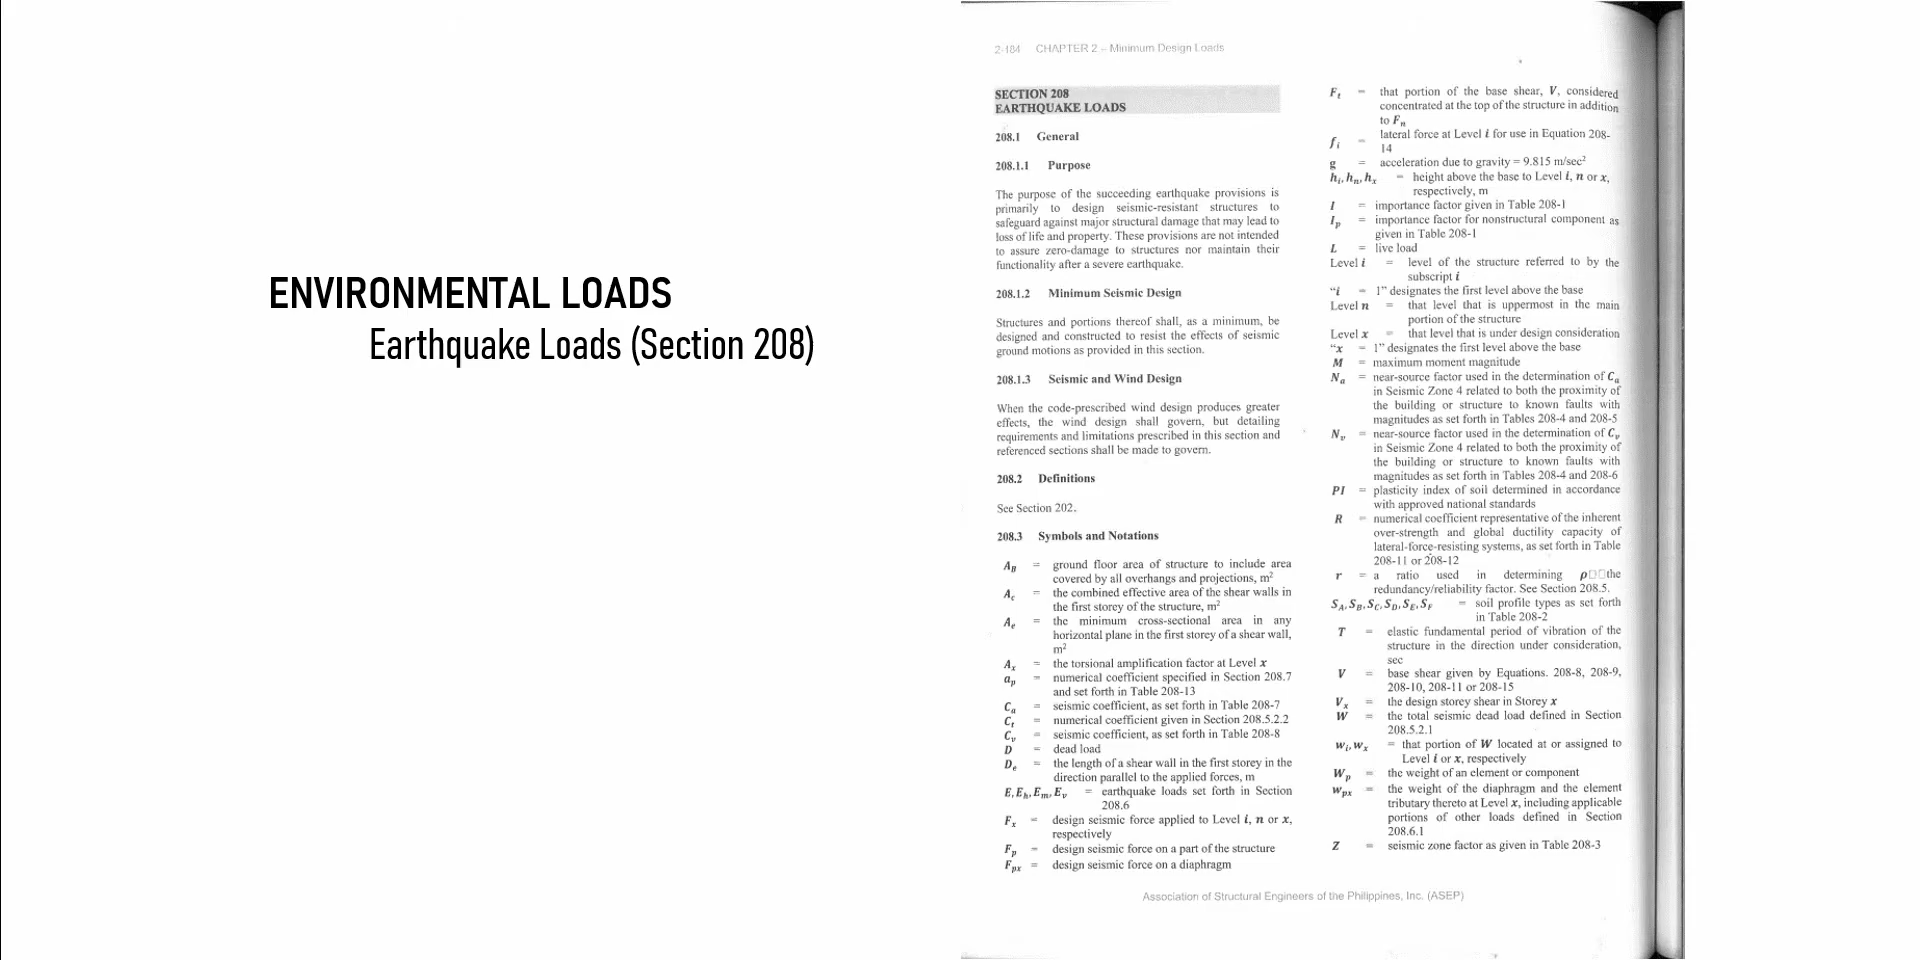 ENVIRONMENTAL LOADS
Earthquake Loads (Section 208)
2-184 CHAPTER 2 – Minimum Design Loads
SECTION 208
EARTHQUAKE LOADS
208.1 General
208.1.1 Purpose
The purpose of the succeeding earthquake provisions is
primarily to design seismic-resistant structures to
safeguard against major structural damage that may lead to
loss of life and property. These provisions are not intended
to assure zero-damage to structures nor maintain their
functionality after a severe earthquake.
208.1.2 Minimum Seismic Design
Structures and portions thereof shall, as a minimum, be
designed and constructed to resist the effects of seismic
ground motions as provided in this section.
208.1.3 Seismic and Wind Design
When the code-prescribed wind design produces greater
effects, the wind design shall govern, but detailing
requirements and limitations prescribed in this section and
referenced sections shall be made to govern.
208.2 Definitions
See Section 202.
208.3 Symbols and Notations
A_B = ground floor area of structure to include area
covered by all overhangs and projections, m²
A_c = the combined effective area of the shear walls in
the first storey of the structure, m²
A_e = the minimum cross-sectional area in any
horizontal plane in the first storey of a shear wall,
m²
A_x = the torsional amplification factor at Level x
a_p = numerical coefficient specified in Section 208.7
and set forth in Table 208-13
C_a = seismic coefficient, as set forth in Table 208-7
C_t = numerical coefficient given in Section 208.5.2.2
C_v = seismic coefficient, as set forth in Table 208-8
D = dead load
D_e = the length of a shear wall in the first storey in the
direction parallel to the applied forces, m
E, E_h, E_m, E_v = earthquake loads set forth in Section
208.6
F_x = design seismic force applied to Level i, n or x,
respectively
F_p = design seismic force on a part of the structure
F_px = design seismic force on a diaphragm
F_t = that portion of the base shear, V, considered
concentrated at the top of the structure in addition
to F_n
f_i = lateral force at Level i for use in Equation 208-
14
g = acceleration due to gravity = 9.815 m/sec²
h_i, h_n, h_x = height above the base to Level i, n or x,
respectively, m
I = importance factor given in Table 208-1
I_p = importance factor for nonstructural component as
given in Table 208-1
L = live load
Level i = level of the structure referred to by the
subscript i
“i = 1” designates the first level above the base
Level n = that level that is uppermost in the main
portion of the structure
Level x = that level that is under design consideration
“x = 1” designates the first level above the base
M = maximum moment magnitude
N_a = near-source factor used in the determination of C_a
in Seismic Zone 4 related to both the proximity of
the building or structure to known faults with
magnitudes as set forth in Tables 208-4 and 208-5
N_v = near-source factor used in the determination of C_v
in Seismic Zone 4 related to both the proximity of
the building or structure to known faults with
magnitudes as set forth in Tables 208-4 and 208-6
PI = plasticity index of soil determined in accordance
with approved national standards
R = numerical coefficient representative of the inherent
over-strength and global ductility capacity of
lateral-force-resisting systems, as set forth in Table
208-11 or 208-12
r = a ratio used in determining ρ□□the
redundancy/reliability factor. See Section 208.5.
S_A, S_B, S_C, S_D, S_E, S_F = soil profile types as set forth
in Table 208-2
T = elastic fundamental period of vibration of the
structure in the direction under consideration,
sec
V = base shear given by Equations. 208-8, 208-9,
208-10, 208-11 or 208-15
V_x = the design storey shear in Storey x
W = the total seismic dead load defined in Section
208.5.2.1
w_i, w_x = that portion of W located at or assigned to
Level i or x, respectively
W_p = the weight of an element or component
w_px = the weight of the diaphragm and the element
tributary thereto at Level x, including applicable
portions of other loads defined in Section
208.6.1
Z = seismic zone factor as given in Table 208-3
Association of Structural Engineers of the Philippines, Inc. (ASEP)